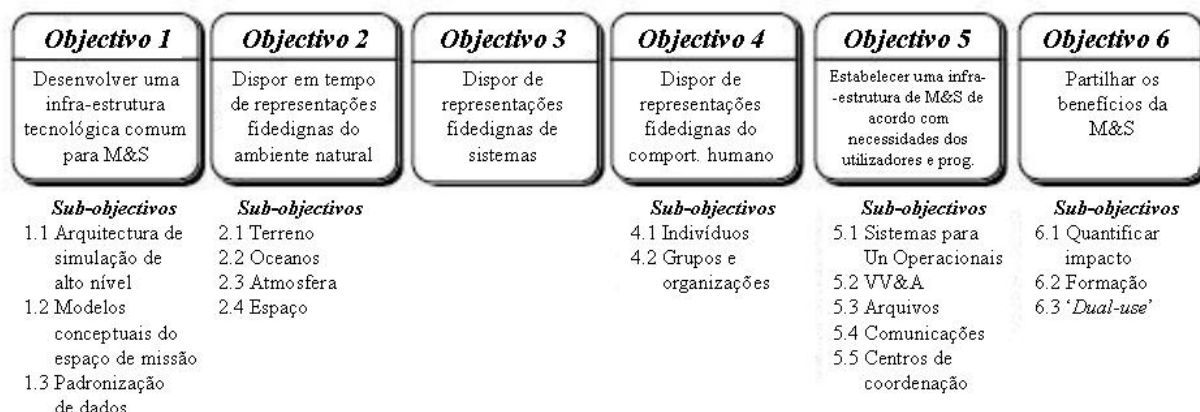 Objectivo 1
Desenvolver uma
infra-estrutura
tecnológica comum
para M&S
Sub-objectivos
1.1 Arquitectura de
simulação de
alto nível
1.2 Modelos
conceptuais do
espaço de missão
1.3 Padronização
de dados
Objectivo 2
Dispor em tempo
de representações
fidedignas do
ambiente natural
Sub-objectivos
2.1 Terreno
2.2 Oceanos
2.3 Atmosfera
2.4 Espaço
Objectivo 3
Dispor de
representações
fidedignas de
sistemas
Objectivo 4
Dispor de
representações
fidedignas do
comport. humano
Sub-objectivos
4.1 Indivíduos
4.2 Grupos e
organizações
Objectivo 5
Estabelecer uma infra-
-estrutura de M&S de
acordo com
necessidades dos
utilizadores e prog.
Sub-objectivos
5.1 Sistemas para
Un Operacionais
5.2 VV&A
5.3 Arquivos
5.4 Comunicações
5.5 Centros de
coordenação
Objectivo 6
Partilhar os
benefícios da
M&S
Sub-objectivos
6.1 Quantificar
impacto
6.2 Formação
6.3 ‘Dual-use’